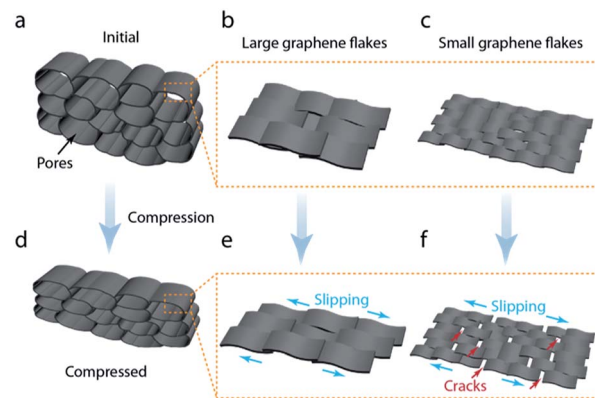 a
Initial
b
Large graphene flakes
c
Small graphene flakes
Pores
Compression
d
Compressed
e
Slipping
f
Slipping
Cracks